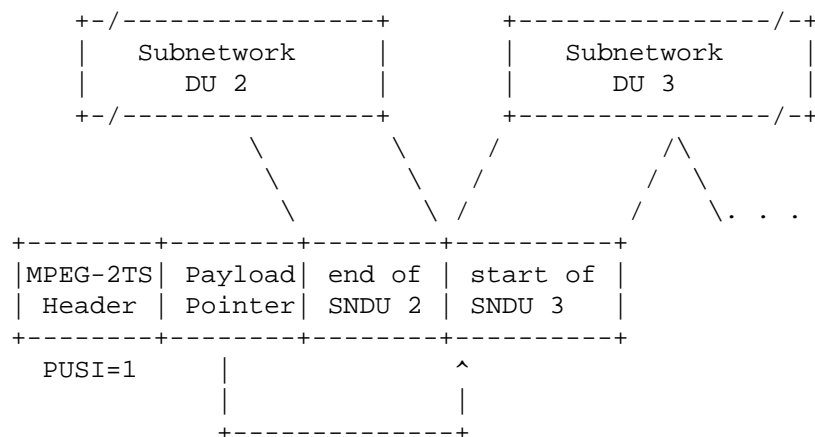 Subnetwork Subnetwork
DU 2 DU 3
. . .
MPEG-2TS Payload end of start of
Header Pointer SNDU 2 SNDU 3
PUSI=1